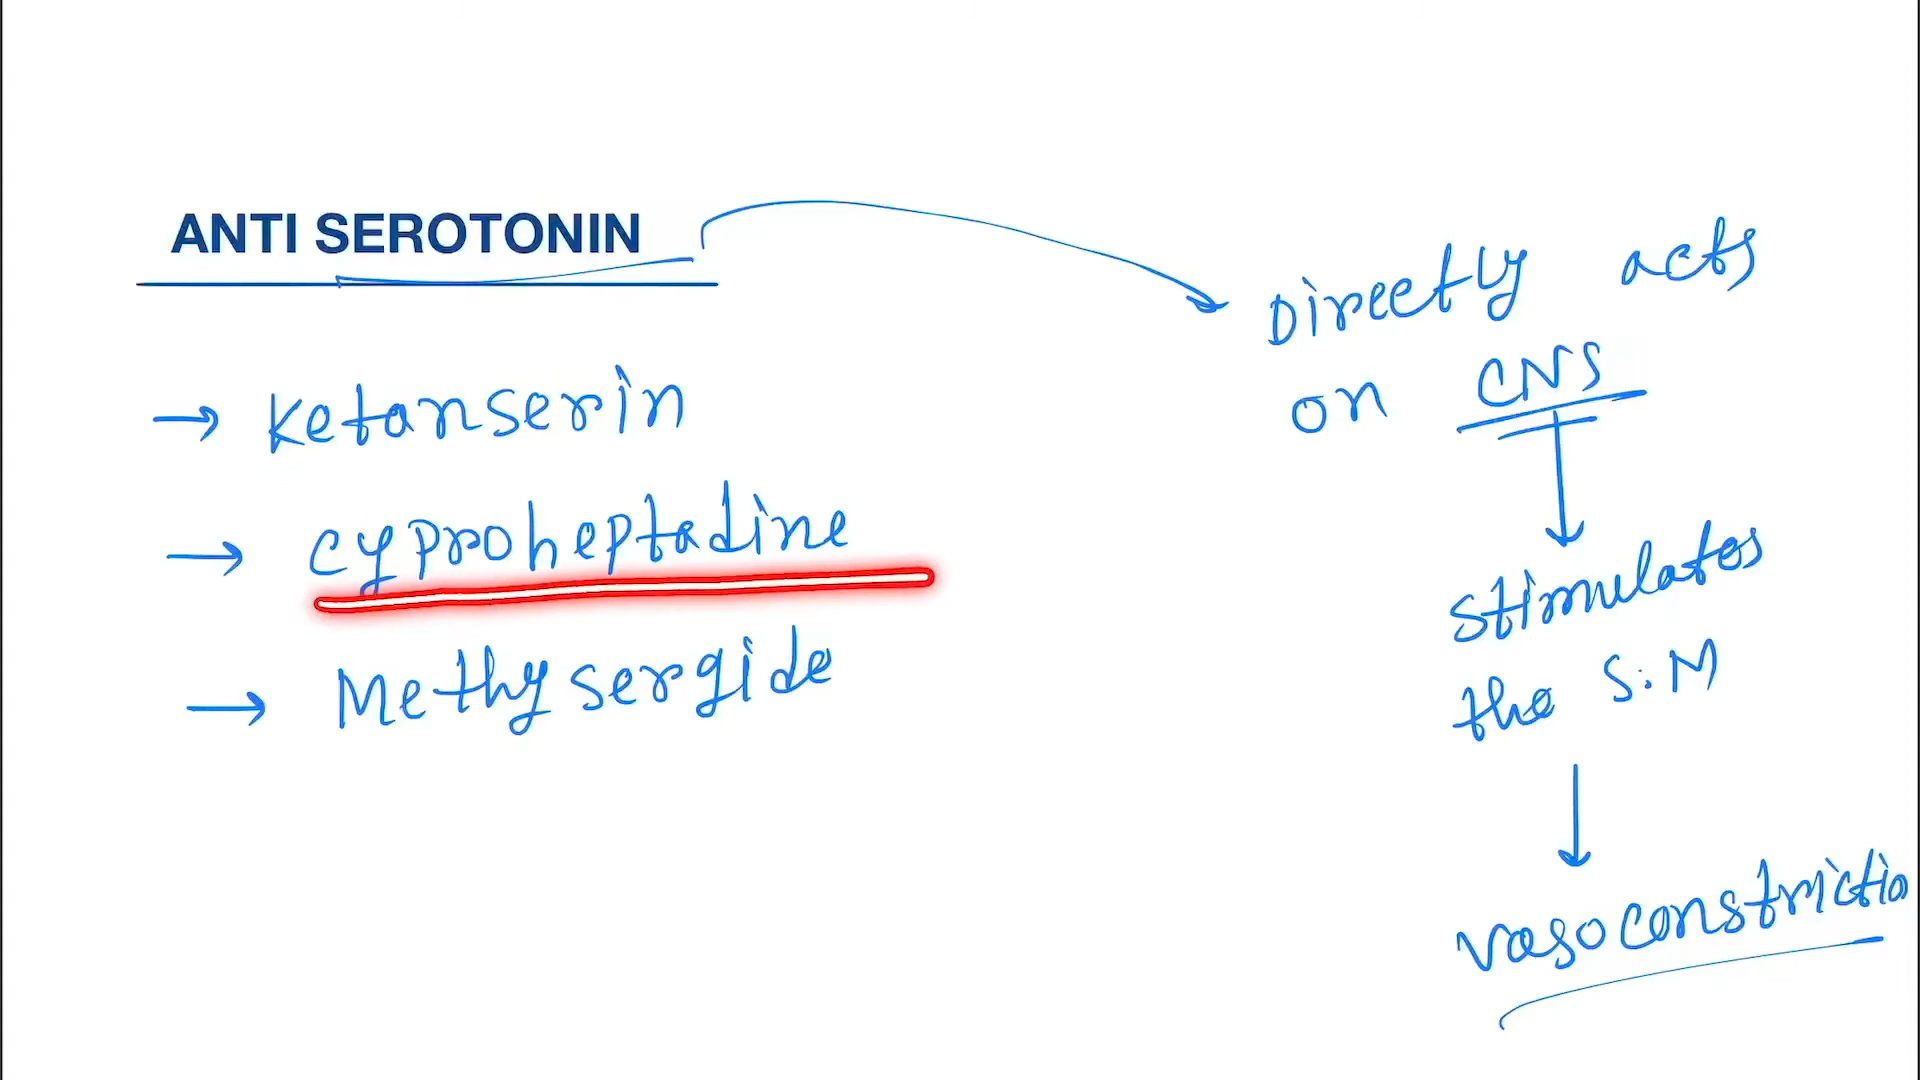 ANTI SEROTONIN
→ Ketanserin
→ Cyproheptadine
→ Methysergide
Directly acts
on CNS
stimulates
the S.M
vasoconstrictio